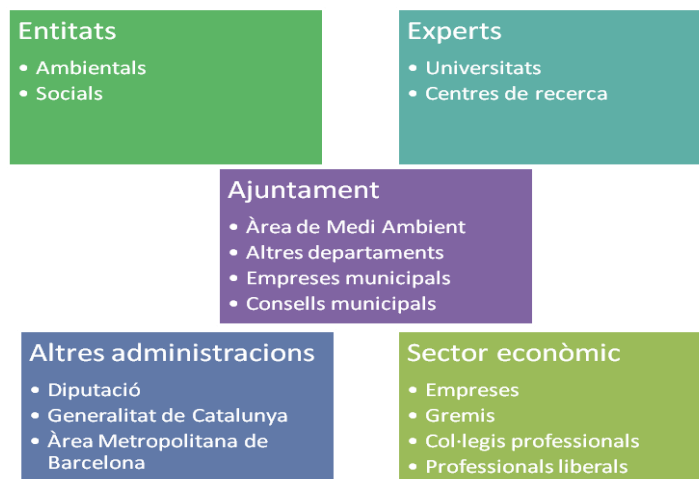 Entitats
• Ambientals
• Socials
Experts
• Universitats
• Centres de recerca
Ajuntament
• Àrea de Medi Ambient
• Altres departaments
• Empreses municipals
• Consells municipals
Altres administracions
• Diputació
• Generalitat de Catalunya
• Àrea Metropolitana de
Barcelona
Sector econòmic
• Empreses
• Gremis
• Col·legis professionals
• Professionals liberals